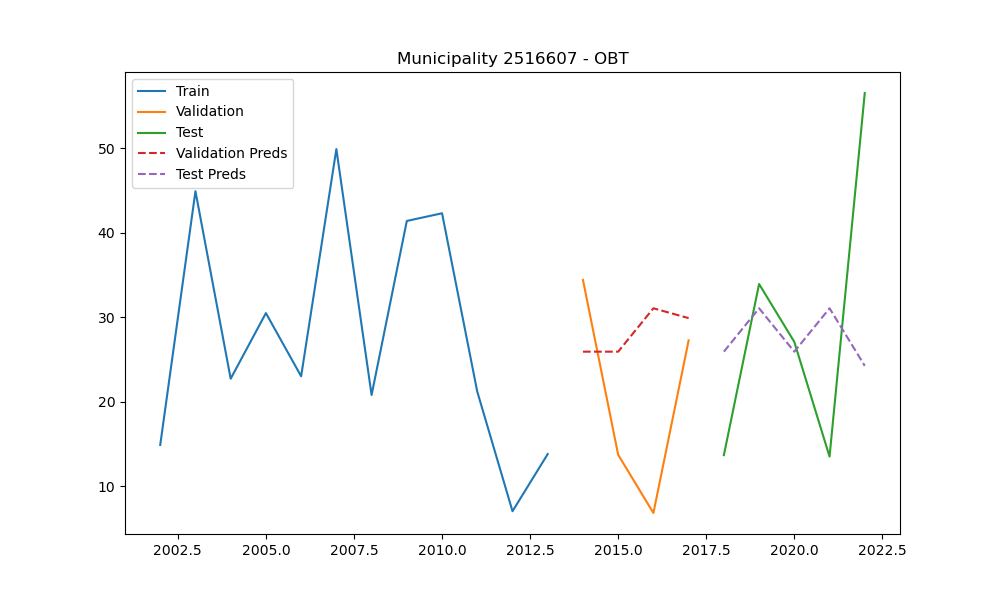 Municipality 2516607 - OBT
Train
Validation
Test
Validation Preds
Test Preds
50
40
30
20
10
2002.5 2005.0 2007.5 2010.0 2012.5 2015.0 2017.5 2020.0 2022.5